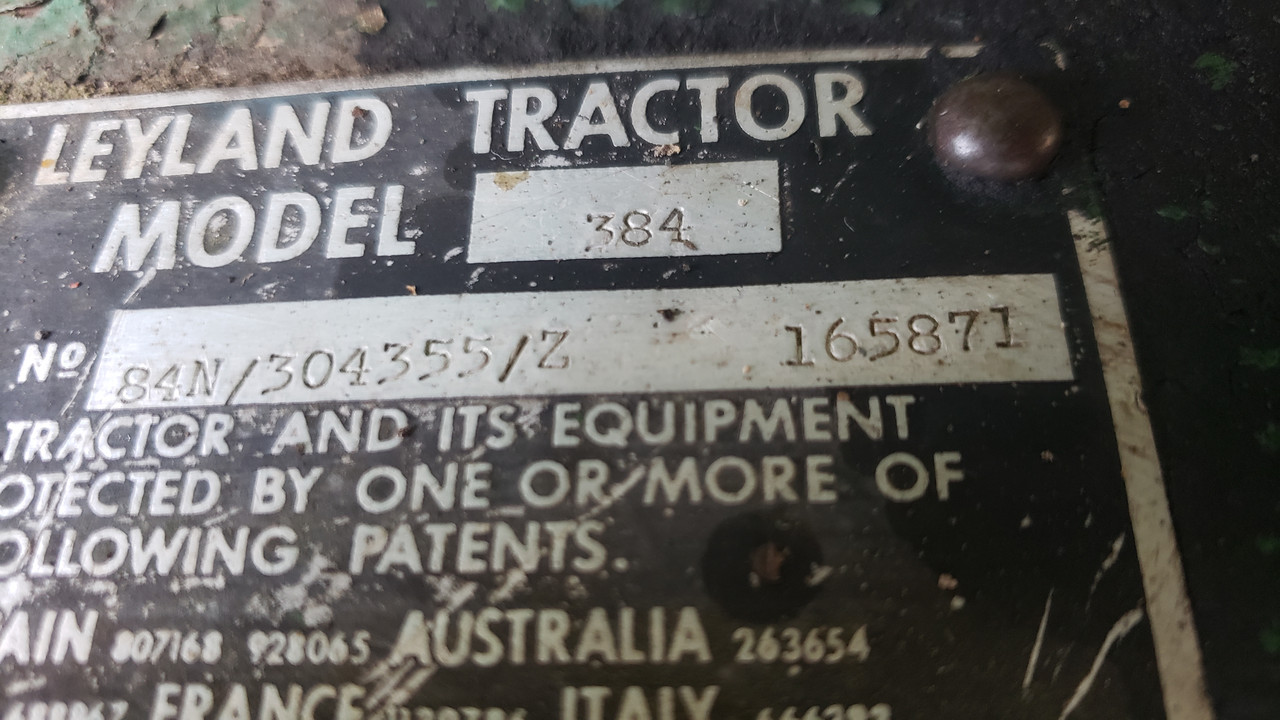 LEYLAND TRACTOR
MODEL 384
Nº 84N/304355/Z 165871
TRACTOR AND ITS EQUIPMENT
OTECTED BY ONE OR MORE OF
OLLOWING PATENTS.
AIN 807168 928065 AUSTRALIA 263654
FRANCE ITALY